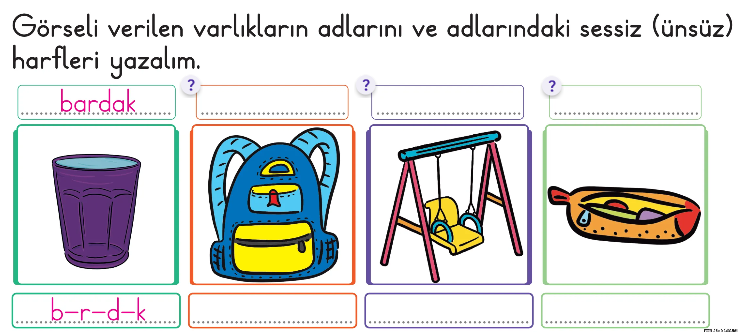 Görseli verilen varlıkların adlarını ve adlarındaki sessiz (ünsüz)
harfleri yazalım.
bardak
? ? ?
b-r-d-k